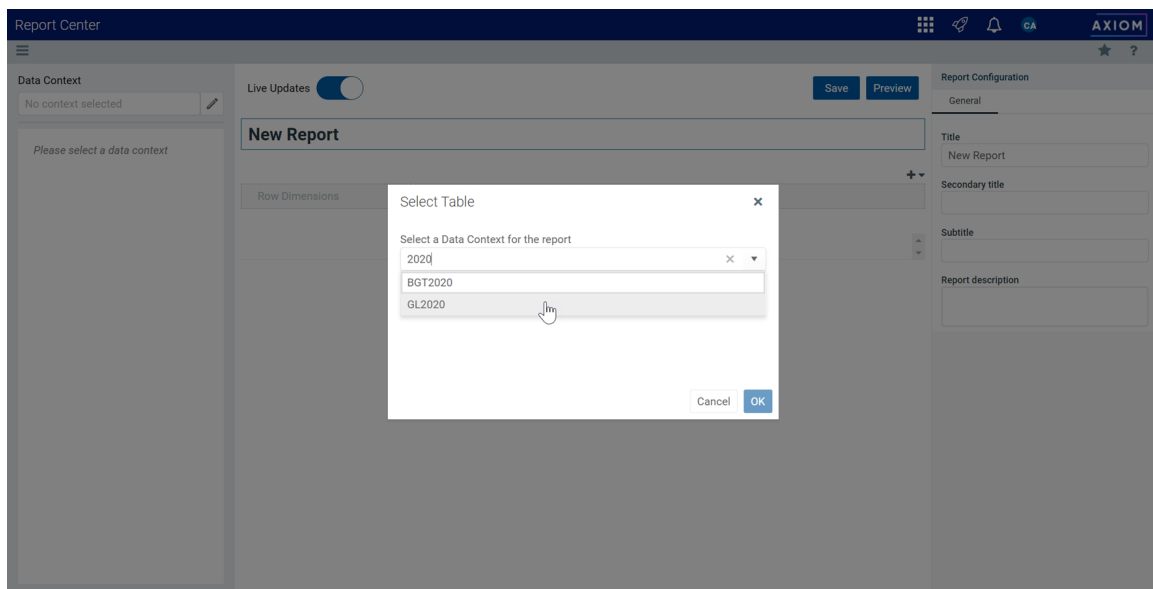 Report Center
CA
AXIOM
?
Data Context
No context selected
Please select a data context
Live Updates
Save
Preview
New Report
Row Dimensions
Select Table
Select a Data Context for the report
2020
BGT2020
GL2020
Cancel
OK
Report Configuration
General
Title
New Report
Secondary title
Subtitle
Report description